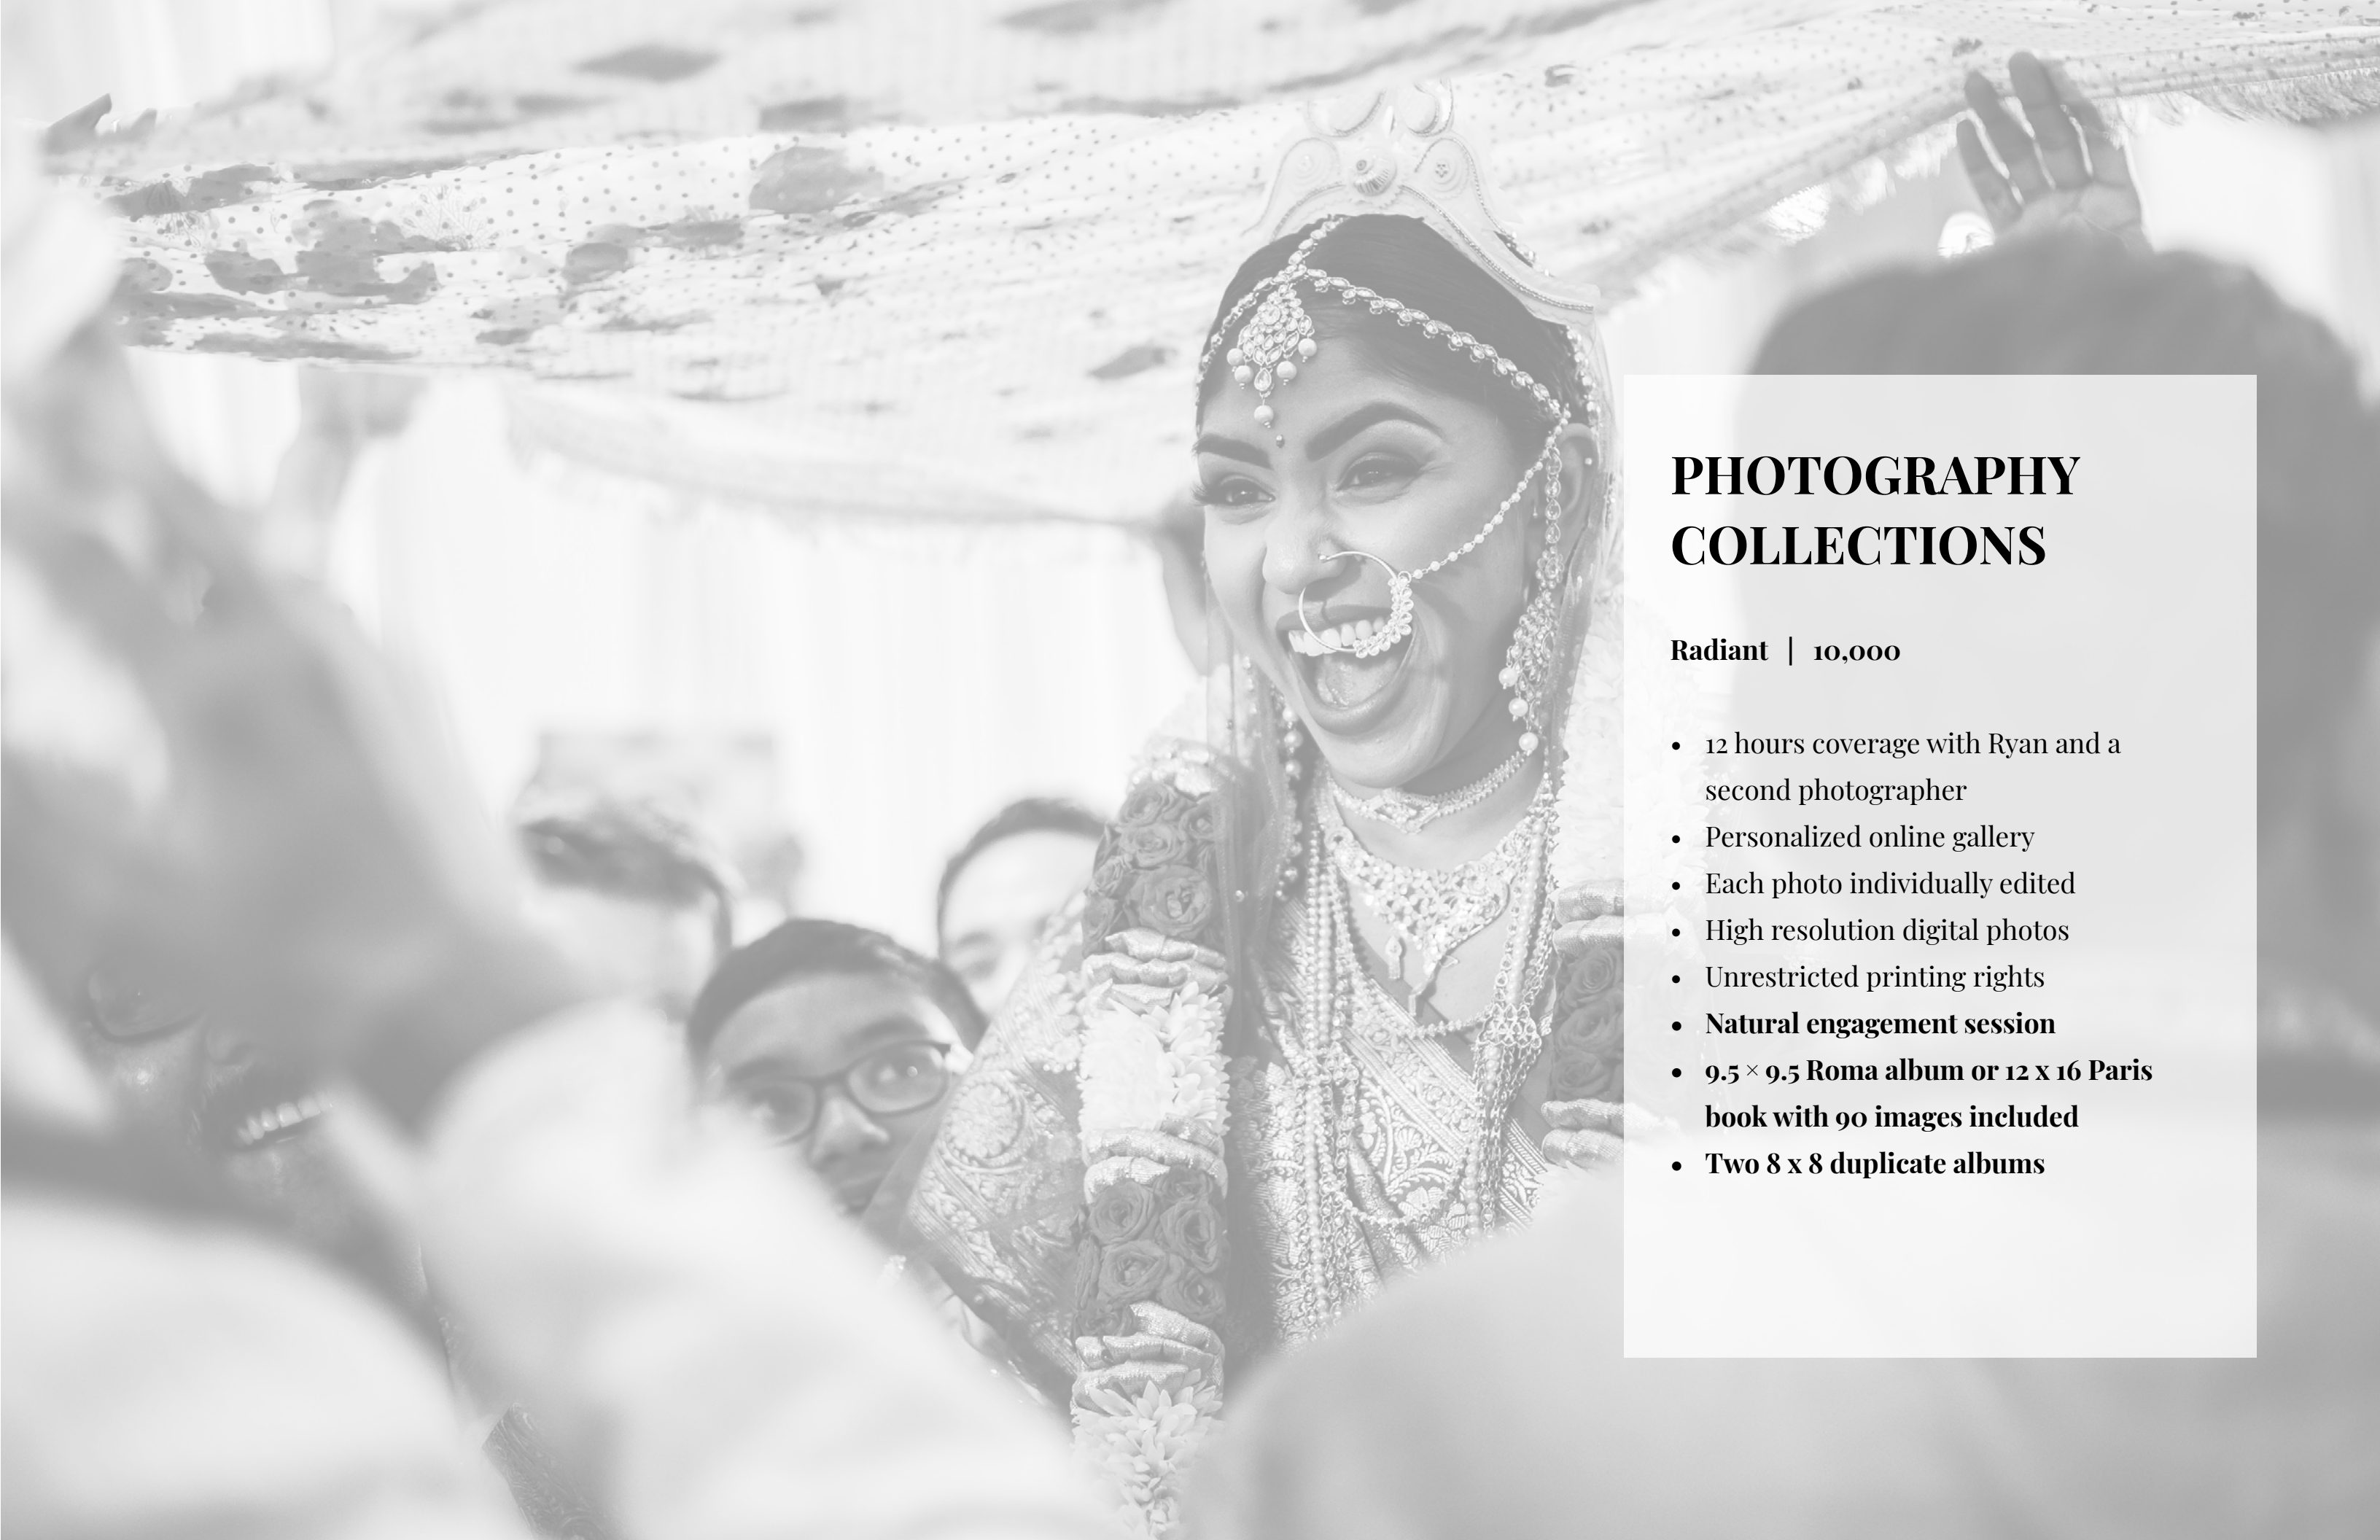 PHOTOGRAPHY
COLLECTIONS
Radiant | 10,000
• 12 hours coverage with Ryan and a
second photographer
• Personalized online gallery
• Each photo individually edited
• High resolution digital photos
• Unrestricted printing rights
• Natural engagement session
• 9.5 × 9.5 Roma album or 12 x 16 Paris
book with 90 images included
• Two 8 x 8 duplicate albums